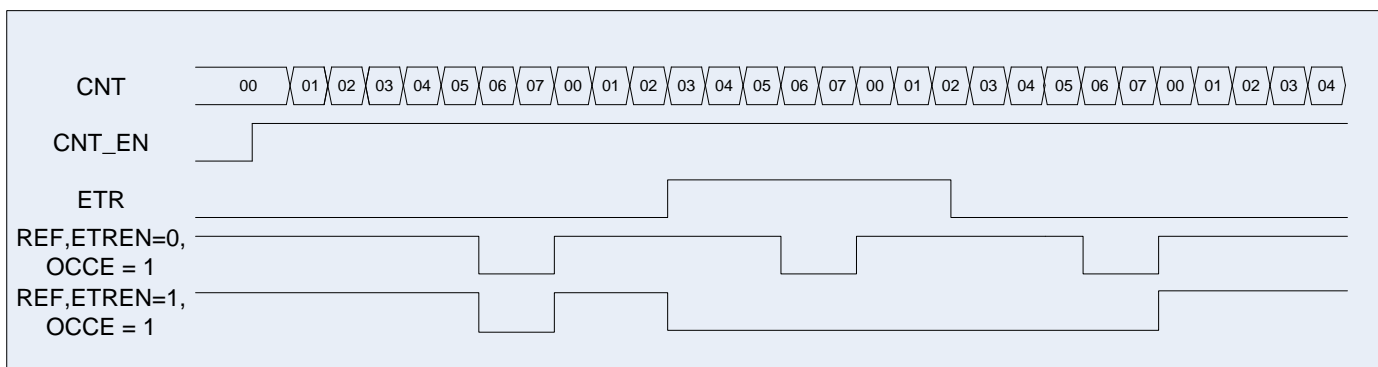 CNT 00 01 02 03 04 05 06 07 00 01 02 03 04 05 06 07 00 01 02 03 04 05 06 07 00 01 02 03 04
CNT_EN
ETR
REF,ETREN=0,
OCCE = 1
REF,ETREN=1,
OCCE = 1